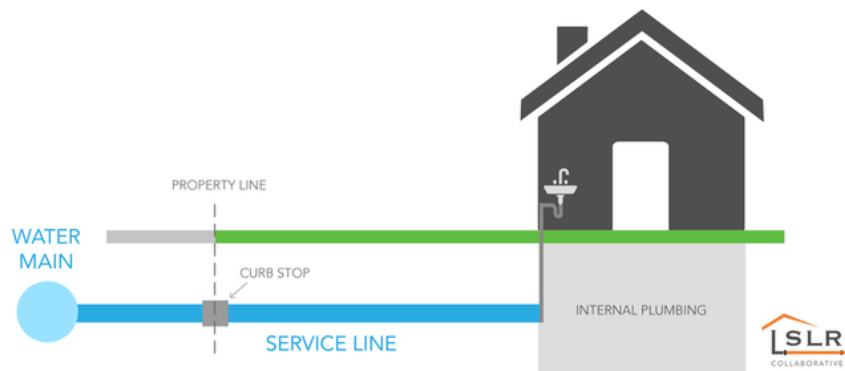 PROPERTY LINE
WATER
MAIN
CURB STOP
SERVICE LINE
INTERNAL PLUMBING
LSLR
COLLABORATIVE